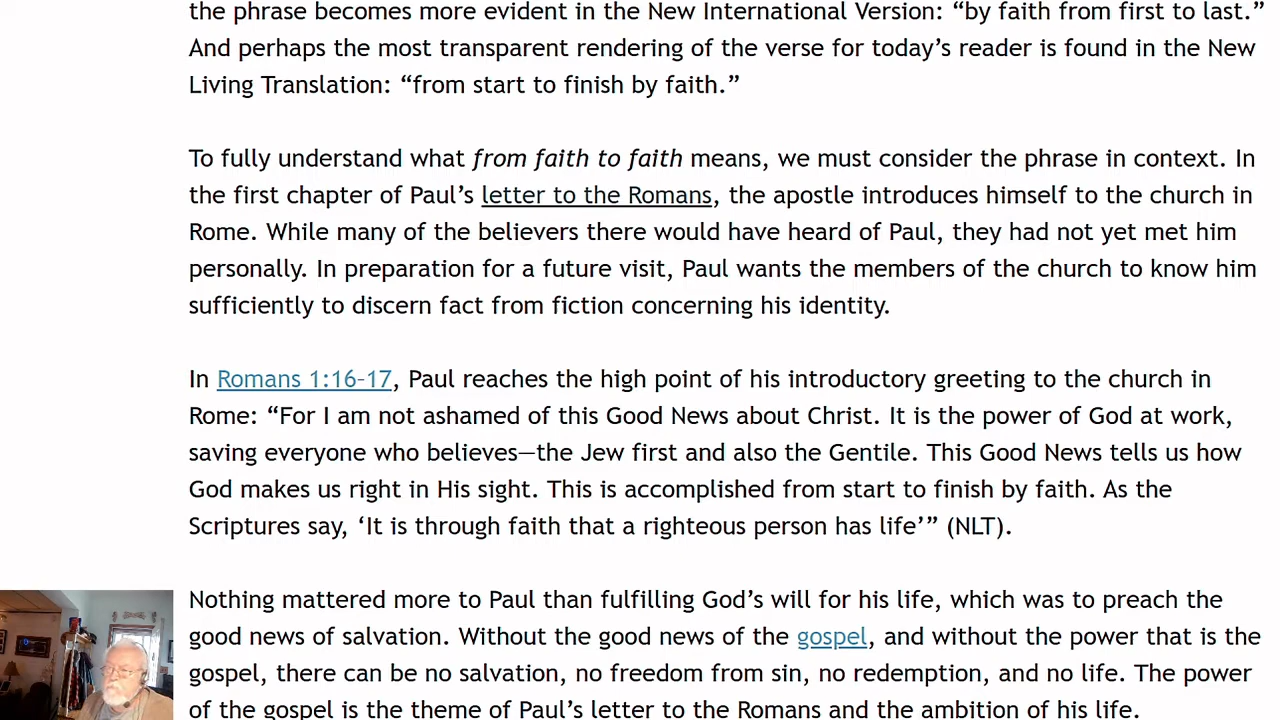 the phrase becomes more evident in the New International Version: “by faith from first to last.”
And perhaps the most transparent rendering of the verse for today’s reader is found in the New
Living Translation: “from start to finish by faith.”
To fully understand what from faith to faith means, we must consider the phrase in context. In
the first chapter of Paul’s letter to the Romans, the apostle introduces himself to the church in
Rome. While many of the believers there would have heard of Paul, they had not yet met him
personally. In preparation for a future visit, Paul wants the members of the church to know him
sufficiently to discern fact from fiction concerning his identity.
In Romans 1:16–17, Paul reaches the high point of his introductory greeting to the church in
Rome: “For I am not ashamed of this Good News about Christ. It is the power of God at work,
saving everyone who believes—the Jew first and also the Gentile. This Good News tells us how
God makes us right in His sight. This is accomplished from start to finish by faith. As the
Scriptures say, ‘It is through faith that a righteous person has life’” (NLT).
Nothing mattered more to Paul than fulfilling God’s will for his life, which was to preach the
good news of salvation. Without the good news of the gospel, and without the power that is the
gospel, there can be no salvation, no freedom from sin, no redemption, and no life. The power
of the gospel is the theme of Paul’s letter to the Romans and the ambition of his life.